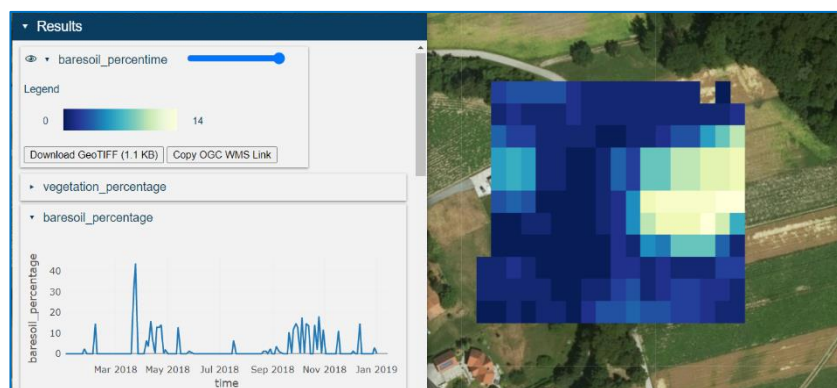 Results
baresoil_percentime
Legend
0 14
Download GeoTIFF (1.1 KB) Copy OGC WMS Link
vegetation_percentage
baresoil_percentage
baresoil_percentage
40
30
20
10
0
Mar 2018 May 2018 Jul 2018 Sep 2018 Nov 2018 Jan 2019
time